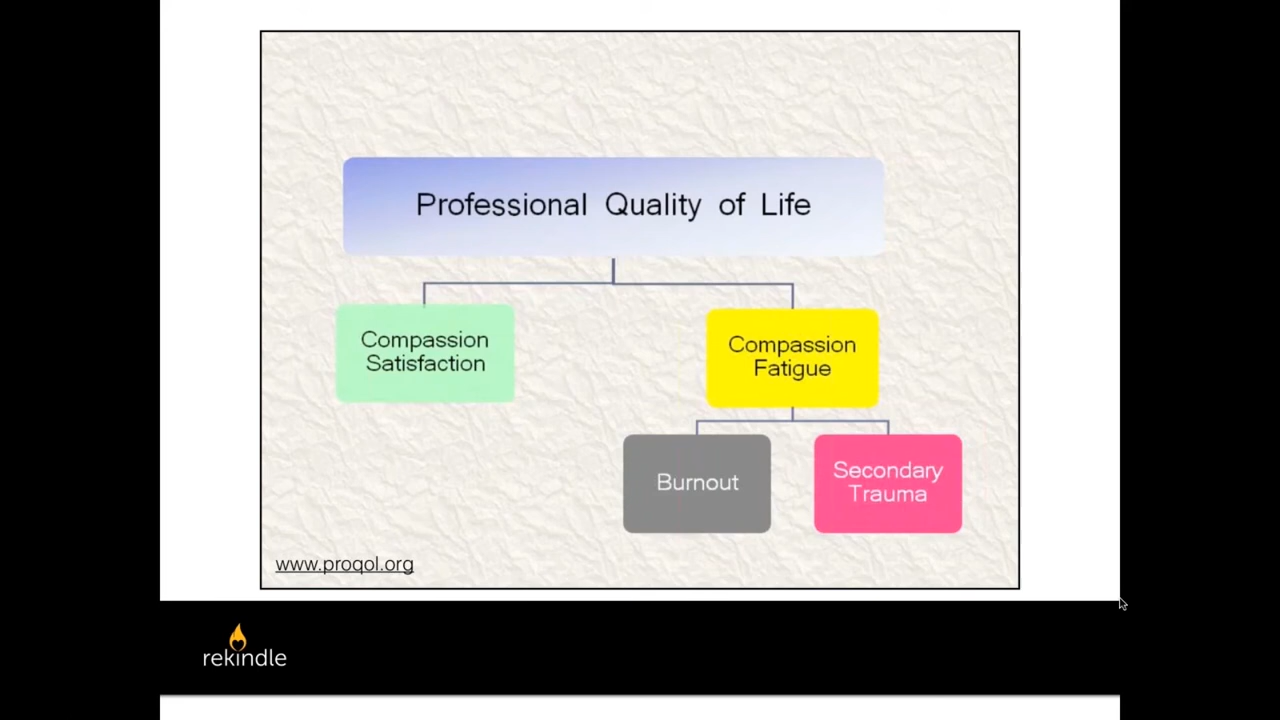 Professional Quality of Life
Compassion
Satisfaction
Compassion
Fatigue
Burnout
Secondary
Trauma
www.proqol.org
rekindle